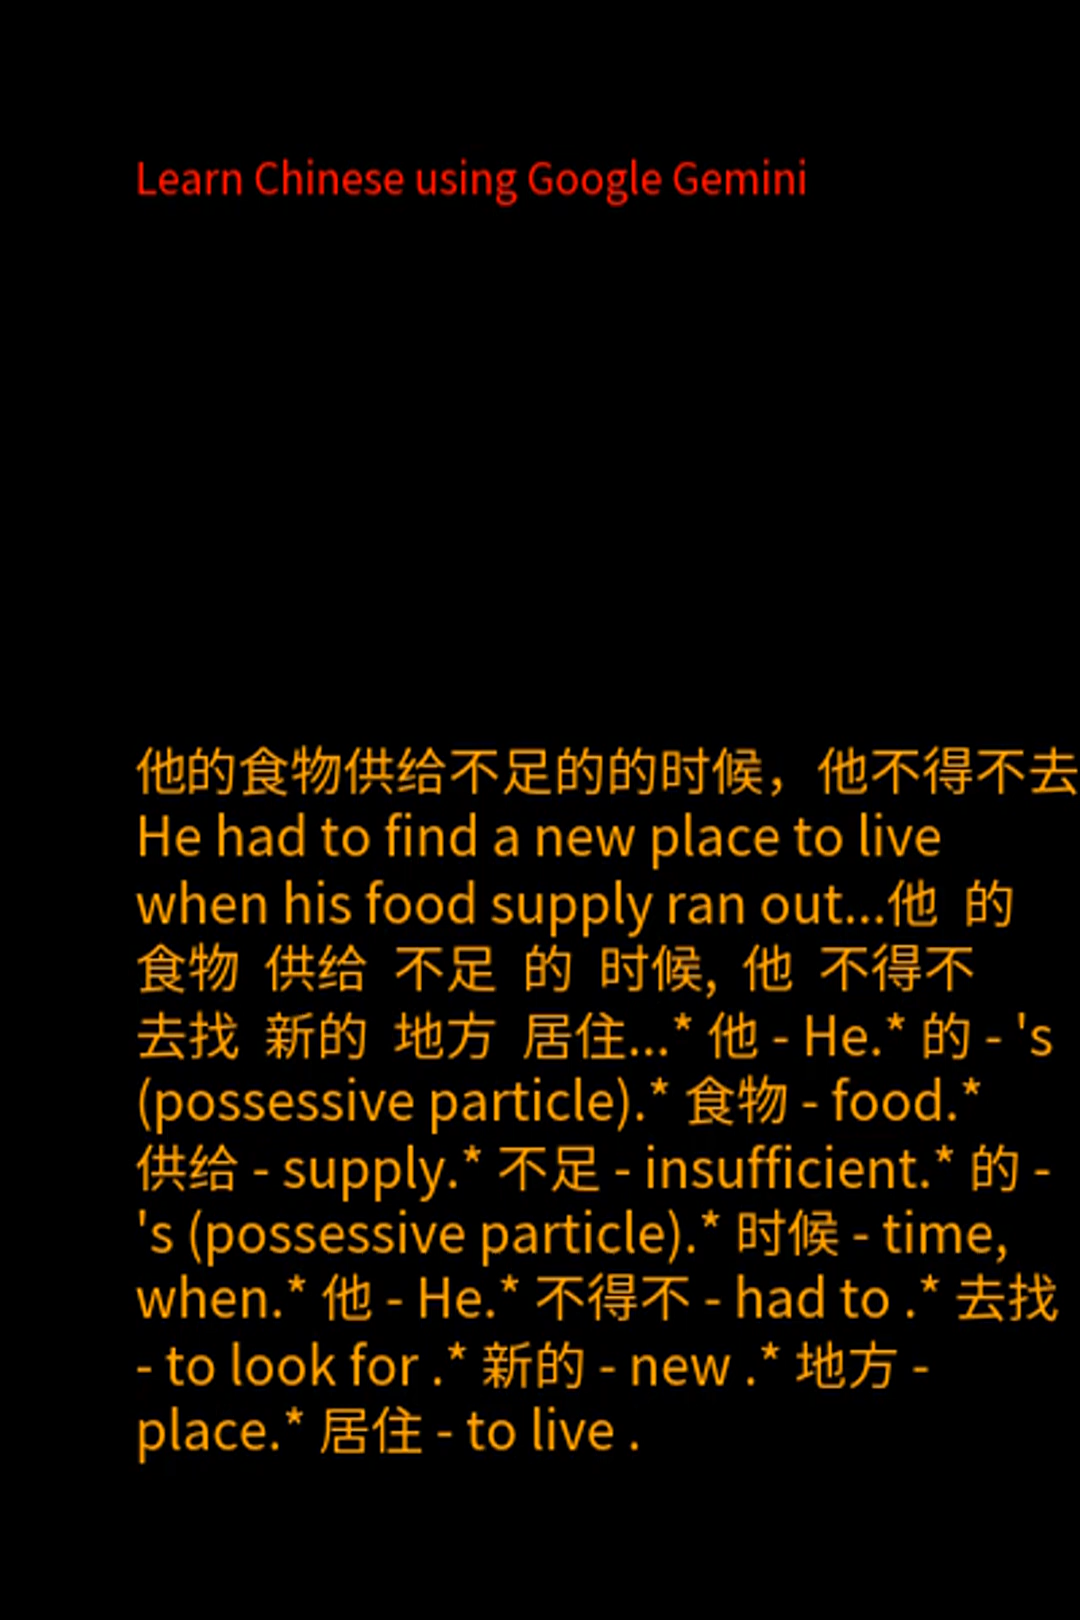 Learn Chinese using Google Gemini
他的食物供给不足的的时候，他不得不去
He had to find a new place to live
when his food supply ran out...他 的
食物 供给 不足 的 时候, 他 不得不
去找 新的 地方 居住...* 他 - He.* 的 - 's
(possessive particle).* 食物 - food.*
供给 - supply.* 不足 - insufficient.* 的 -
's (possessive particle).* 时候 - time,
when.* 他 - He.* 不得不 - had to .* 去找
- to look for .* 新的 - new .* 地方 -
place.* 居住 - to live .